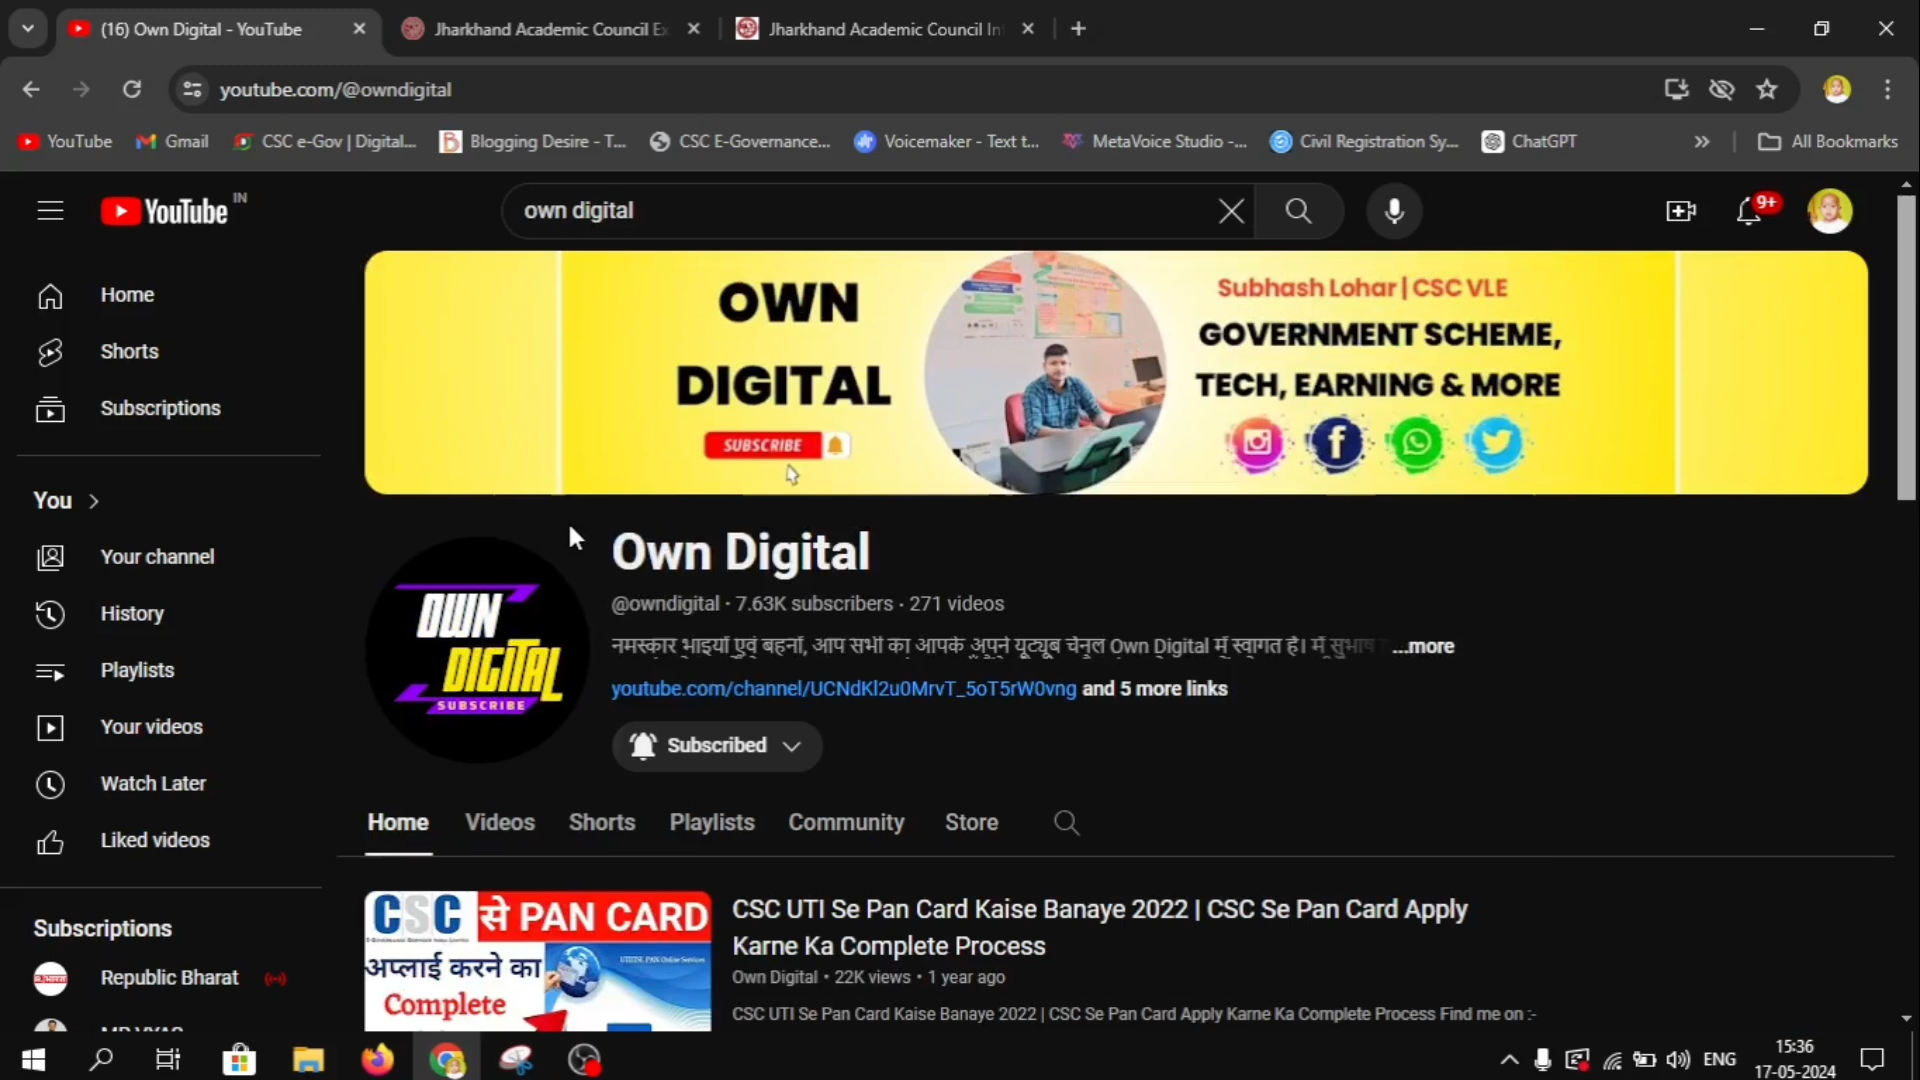 (16) Own Digital - YouTube
Jharkhand Academic Council Ex
Jharkhand Academic Council In
youtube.com/@owndigital
YouTube
Gmail
CSC e-Gov | Digital...
Blogging Desire - T...
CSC E-Governance...
Voicemaker - Text t...
MetaVoice Studio -...
Civil Registration Sy...
ChatGPT
All Bookmarks
YouTube IN
own digital
9+
Home
Shorts
Subscriptions
You
Your channel
History
Playlists
Your videos
Watch Later
Liked videos
Subscriptions
Republic Bharat
OWN
DIGITAL
SUBSCRIBE
Subhash Lohar | CSC VLE
GOVERNMENT SCHEME,
TECH, EARNING & MORE
OWN
DIGITAL
SUBSCRIBE
Own Digital
@owndigital · 7.63K subscribers · 271 videos
नमस्कार भाइयों एवं बहनों, आप सभी का आपके अपने यूट्यूब चैनल Own Digital में स्वागत है। में सुभाष ...more
youtube.com/channel/UCNdKl2u0MrvT_5oT5rW0vng and 5 more links
Subscribed
Home
Videos
Shorts
Playlists
Community
Store
CSC से PAN CARD
अप्लाई करने का
Complete
CSC UTI Se Pan Card Kaise Banaye 2022 | CSC Se Pan Card Apply
Karne Ka Complete Process
Own Digital • 22K views • 1 year ago
CSC UTI Se Pan Card Kaise Banaye 2022 | CSC Se Pan Card Apply Karne Ka Complete Process Find me on :-
ENG
15:36
17-05-2024